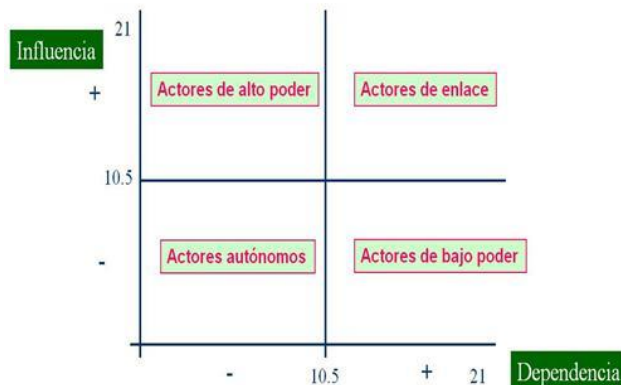 21
Influencia
+
Actores de alto poder
Actores de enlace
10.5
-
Actores autónomos
Actores de bajo poder
-
10.5
+
21
Dependencia